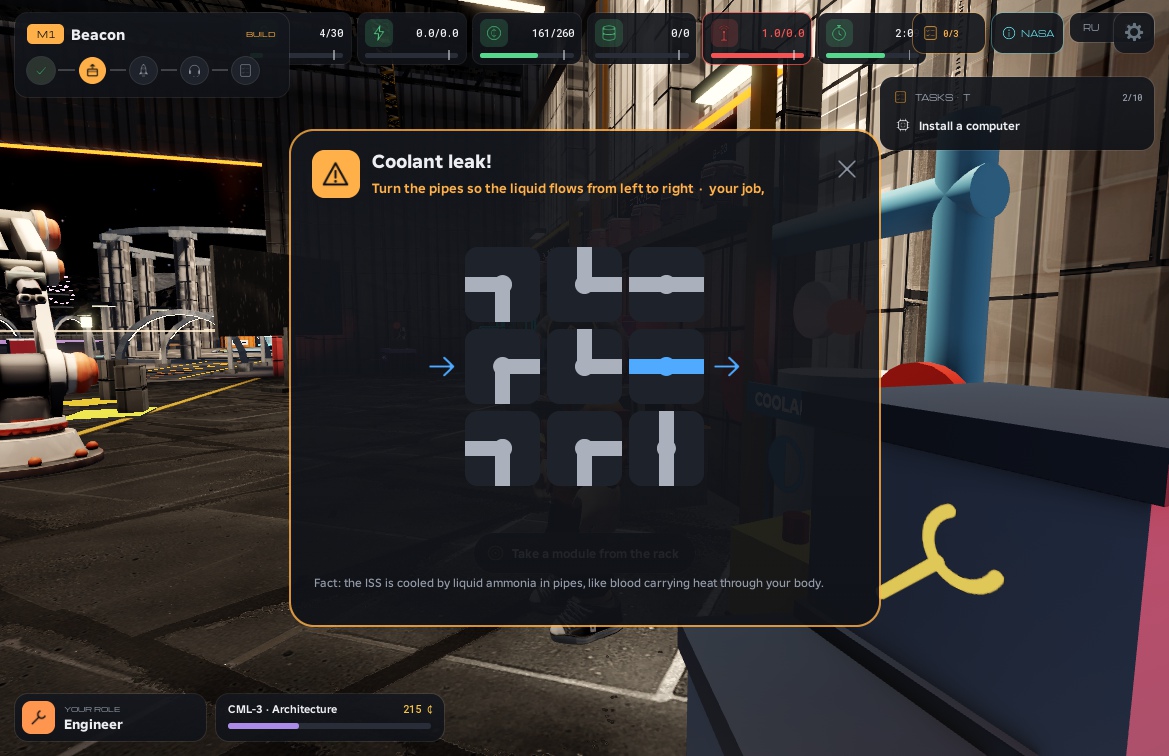 M1 Beacon BUILD
4/30
0.0/0.0
161/260
0/0
1.0/0.0
2:0
0/3
NASA
RU
TASKS · T 2/10
Install a computer
Coolant leak!
Turn the pipes so the liquid flows from left to right · your job,
Take a module from the rack
Fact: the ISS is cooled by liquid ammonia in pipes, like blood carrying heat through your body.
YOUR ROLE
Engineer
CML-3 · Architecture 215 ₵